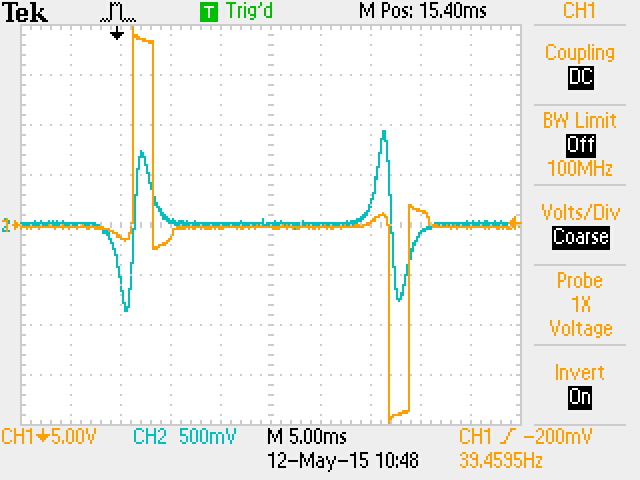 Tek T Trig'd M Pos: 15.40ms CH1
Coupling
DC
BW Limit
Off
100MHz
Volts/Div
Coarse
Probe
1X
Voltage
Invert
On
CH1 5.00V CH2 500mV M 5.00ms CH1 -200mV
12-May-15 10:48 39.4595Hz